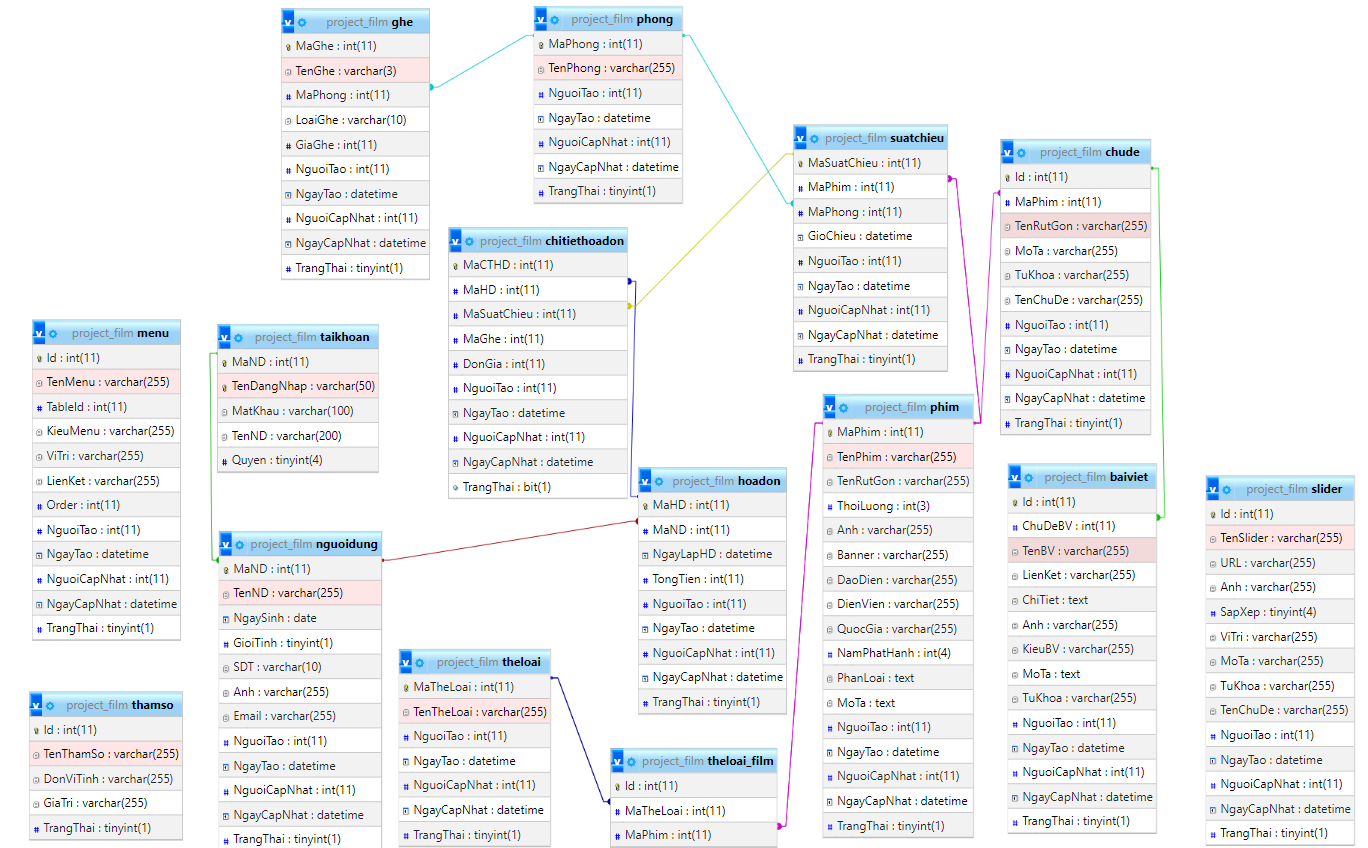 project_film ghe
MaGhe : int(11)
TenGhe : varchar(3)
MaPhong : int(11)
LoaiGhe : varchar(10)
GiaGhe : int(11)
NguoiTao : int(11)
NgayTao : datetime
NguoiCapNhat : int(11)
NgayCapNhat : datetime
TrangThai : tinyint(1)
project_film phong
MaPhong : int(11)
TenPhong : varchar(255)
NguoiTao : int(11)
NgayTao : datetime
NguoiCapNhat : int(11)
NgayCapNhat : datetime
TrangThai : tinyint(1)
project_film suatchieu
MaSuatChieu : int(11)
MaPhim : int(11)
MaPhong : int(11)
GioChieu : datetime
NguoiTao : int(11)
NgayTao : datetime
NguoiCapNhat : int(11)
NgayCapNhat : datetime
TrangThai : tinyint(1)
project_film chude
Id : int(11)
MaPhim : int(11)
TenRutGon : varchar(255)
MoTa : varchar(255)
TuKhoa : varchar(255)
TenChuDe : varchar(255)
NguoiTao : int(11)
NgayTao : datetime
NguoiCapNhat : int(11)
NgayCapNhat : datetime
TrangThai : tinyint(1)
project_film chitiethoadon
MaCTHD : int(11)
MaHD : int(11)
MaSuatChieu : int(11)
MaGhe : int(11)
DonGia : int(11)
NguoiTao : int(11)
NgayTao : datetime
NguoiCapNhat : int(11)
NgayCapNhat : datetime
TrangThai : bit(1)
project_film menu
Id : int(11)
TenMenu : varchar(255)
TableId : int(11)
KieuMenu : varchar(255)
ViTri : varchar(255)
LienKet : varchar(255)
Order : int(11)
NguoiTao : int(11)
NgayTao : datetime
NguoiCapNhat : int(11)
NgayCapNhat : datetime
TrangThai : tinyint(1)
project_film taikhoan
MaND : int(11)
TenDangNhap : varchar(50)
MatKhau : varchar(100)
TenND : varchar(200)
Quyen : tinyint(4)
project_film phim
MaPhim : int(11)
TenPhim : varchar(255)
TenRutGon : varchar(255)
ThoiLuong : int(3)
Anh : varchar(255)
Banner : varchar(255)
DaoDien : varchar(255)
DienVien : varchar(255)
QuocGia : varchar(255)
NamPhatHanh : int(4)
PhanLoai : text
MoTa : text
NguoiTao : int(11)
NgayTao : datetime
NguoiCapNhat : int(11)
NgayCapNhat : datetime
TrangThai : tinyint(1)
project_film hoadon
MaHD : int(11)
MaND : int(11)
NgayLapHD : datetime
TongTien : int(11)
NguoiTao : int(11)
NgayTao : datetime
NguoiCapNhat : int(11)
NgayCapNhat : datetime
TrangThai : tinyint(1)
project_film baiviet
Id : int(11)
ChuDeBV : int(11)
TenBV : varchar(255)
LienKet : varchar(255)
ChiTiet : text
Anh : varchar(255)
KieuBV : varchar(255)
MoTa : text
TuKhoa : varchar(255)
NguoiTao : int(11)
NgayTao : datetime
NguoiCapNhat : int(11)
NgayCapNhat : datetime
TrangThai : tinyint(1)
project_film slider
Id : int(11)
TenSlider : varchar(255)
URL : varchar(255)
Anh : varchar(255)
SapXep : tinyint(4)
ViTri : varchar(255)
MoTa : varchar(255)
TuKhoa : varchar(255)
TenChuDe : varchar(255)
NguoiTao : int(11)
NgayTao : datetime
NguoiCapNhat : int(11)
NgayCapNhat : datetime
TrangThai : tinyint(1)
project_film nguoidung
MaND : int(11)
TenND : varchar(255)
NgaySinh : date
GioiTinh : tinyint(1)
SDT : varchar(10)
Anh : varchar(255)
Email : varchar(255)
NguoiTao : int(11)
NgayTao : datetime
NguoiCapNhat : int(11)
NgayCapNhat : datetime
TrangThai : tinyint(1)
project_film theloai
MaTheLoai : int(11)
TenTheLoai : varchar(255)
NguoiTao : int(11)
NgayTao : datetime
NguoiCapNhat : int(11)
NgayCapNhat : datetime
TrangThai : tinyint(1)
project_film thamso
Id : int(11)
TenThamSo : varchar(255)
DonViTinh : varchar(255)
GiaTri : varchar(255)
TrangThai : tinyint(1)
project_film theloai_film
Id : int(11)
MaTheLoai : int(11)
MaPhim : int(11)